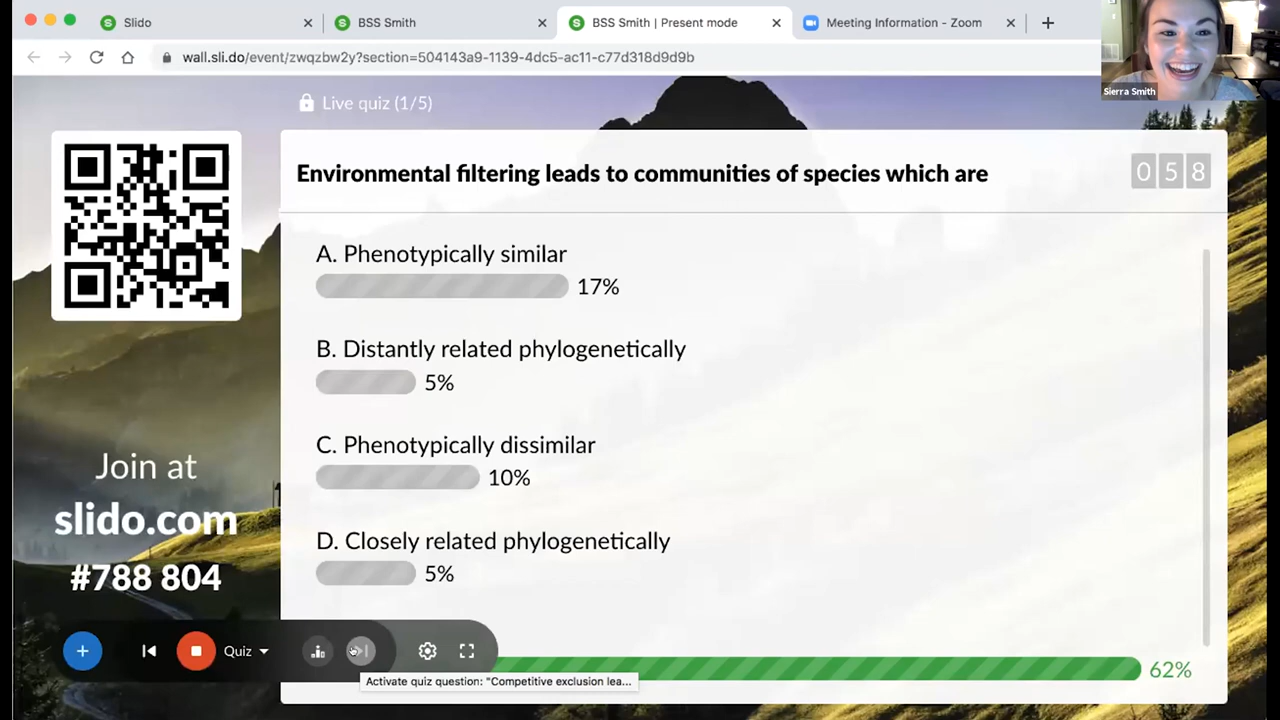 Slido
BSS Smith
BSS Smith | Present mode
Meeting Information - Zoom
wall.sli.do/event/zwqzbw2y?section=504143a9-1139-4dc5-ac11-c77d318d9d9b
Sierra Smith
Live quiz (1/5)
Environmental filtering leads to communities of species which are
058
A. Phenotypically similar
17%
B. Distantly related phylogenetically
5%
C. Phenotypically dissimilar
10%
D. Closely related phylogenetically
5%
62%
Join at
slido.com
#788 804
Quiz
Activate quiz question: "Competitive exclusion lea...